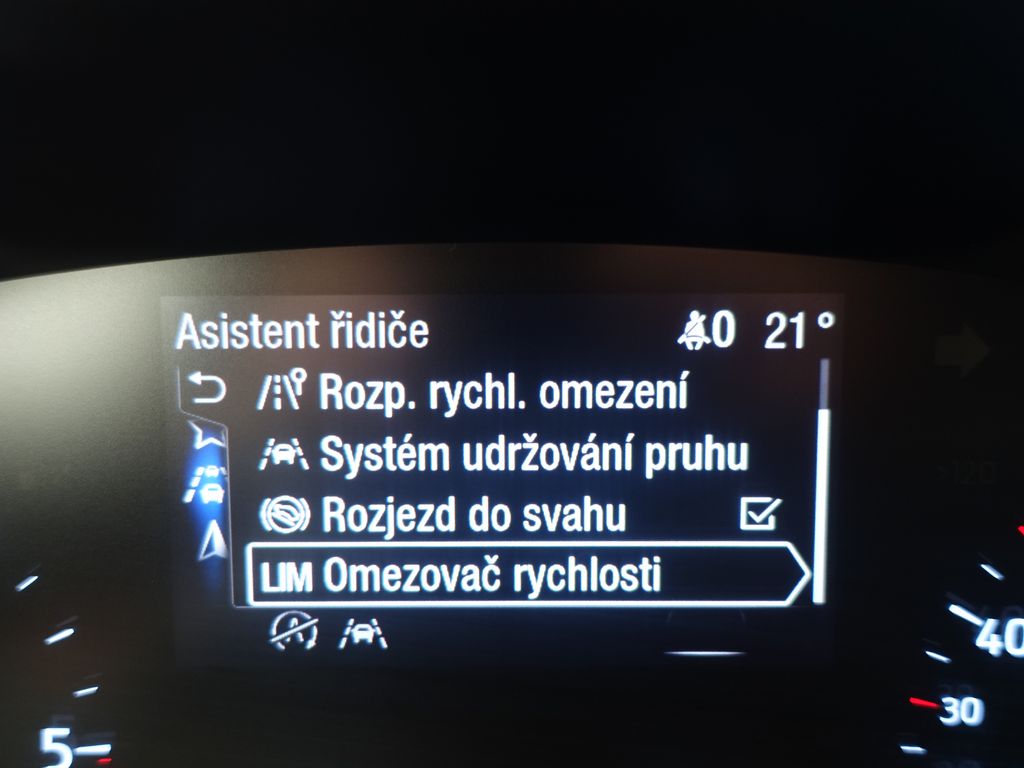 Asistent řidiče 0 21°
Rozp. rychl. omezení
Systém udržování pruhu
Rozjezd do svahu
LIM Omezovač rychlosti
A
40
30
5